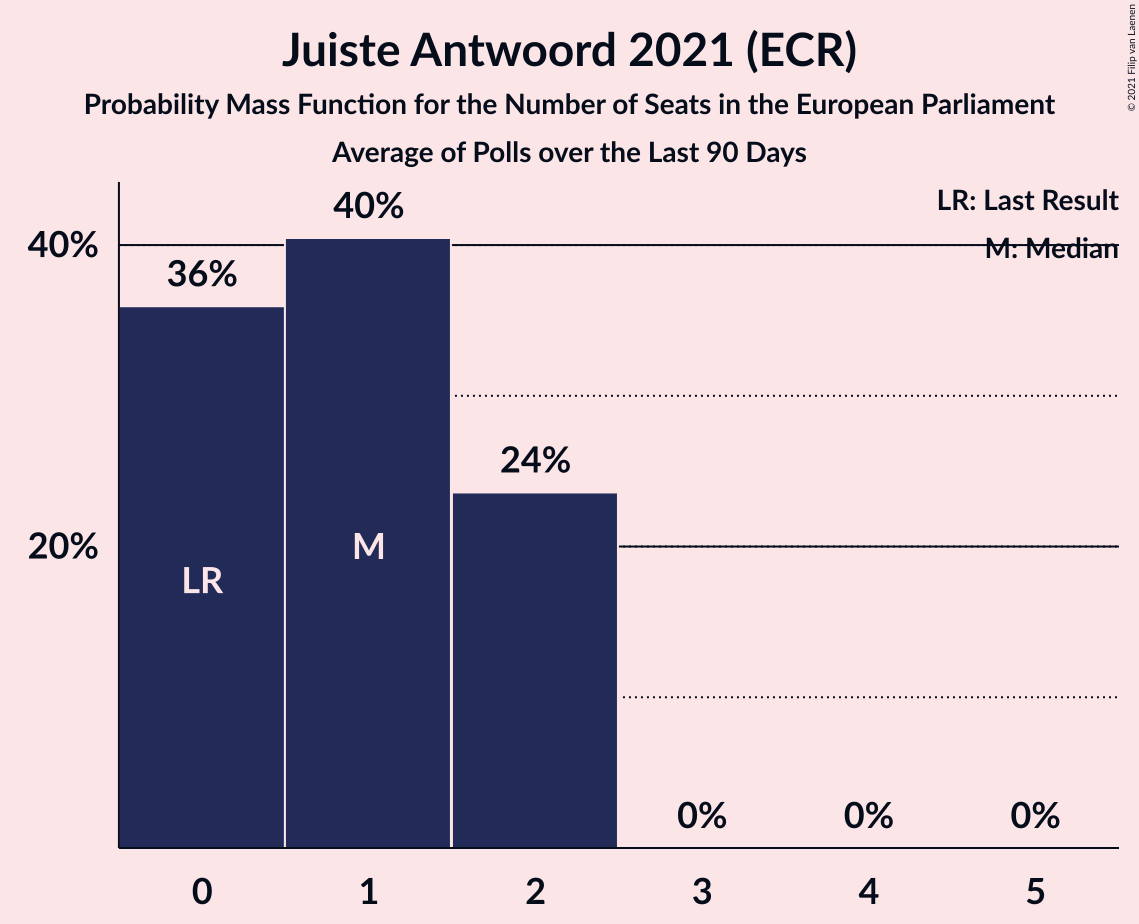 Juiste Antwoord 2021 (ECR)
Probability Mass Function for the Number of Seats in the European Parliament
Average of Polls over the Last 90 Days
© 2021 Filip van Laenen
LR: Last Result
M: Median
40%
20%
36%
40%
24%
0%
0%
0%
LR
M
0
1
2
3
4
5